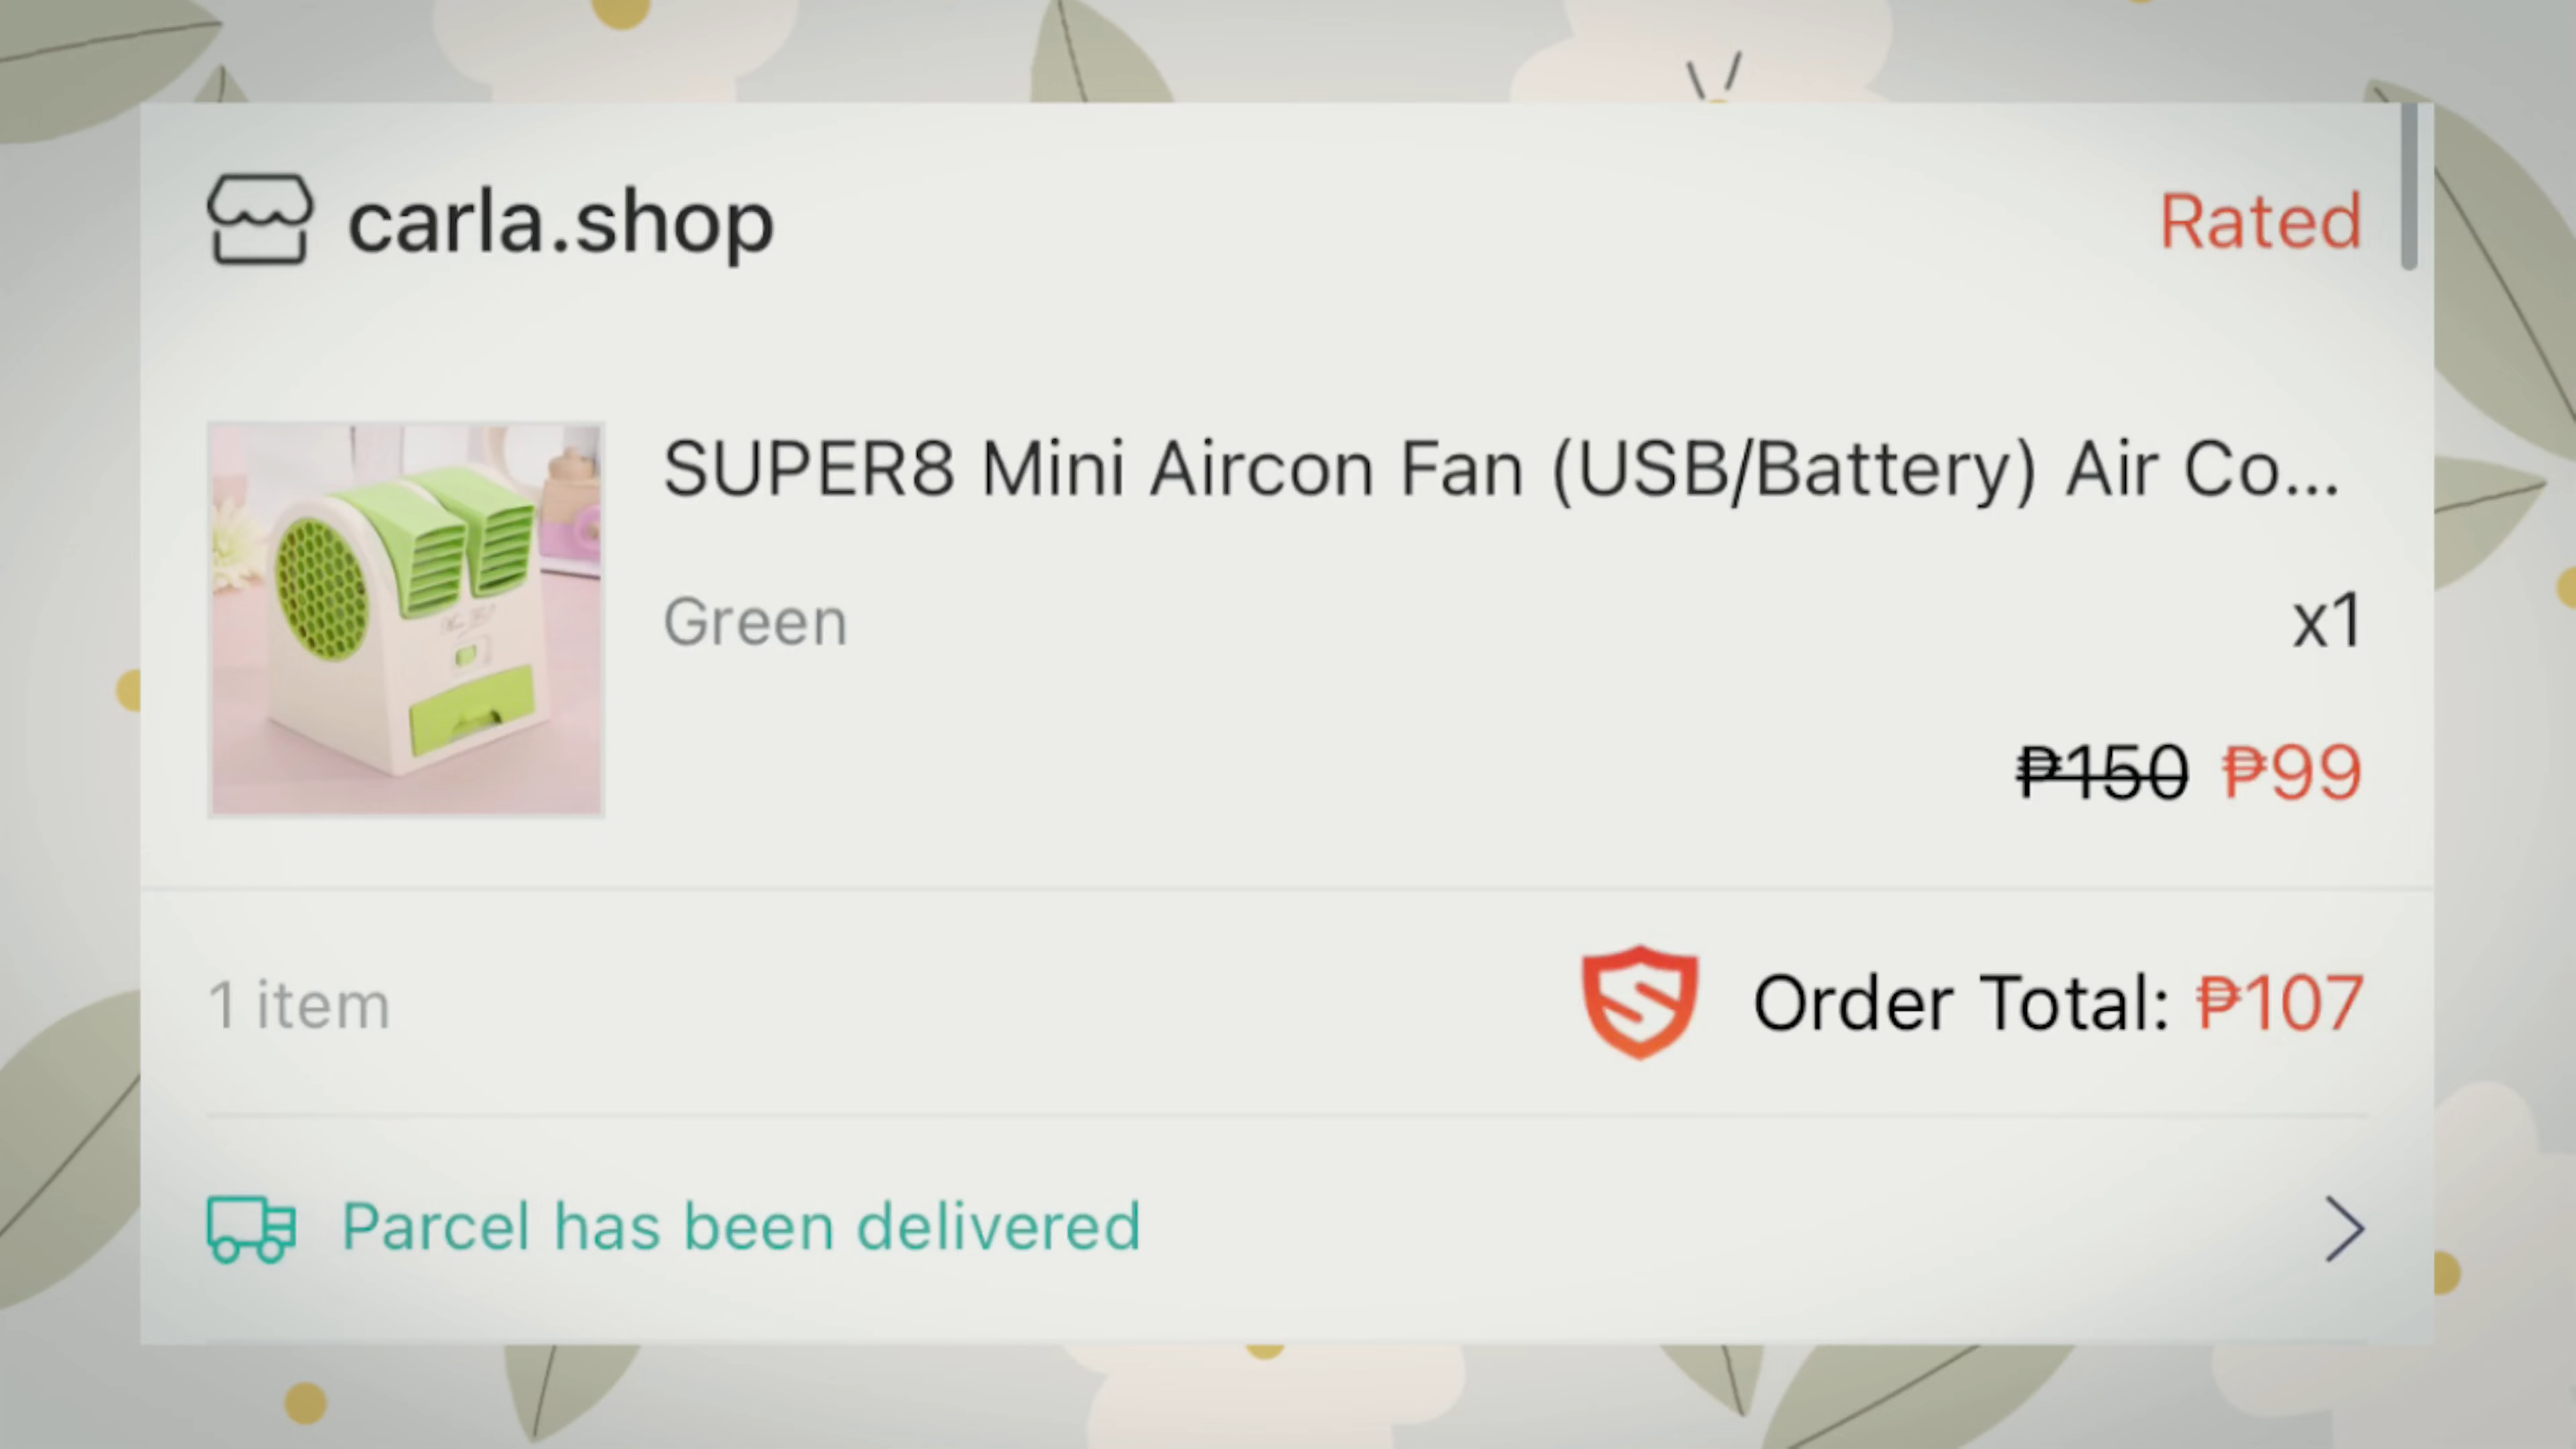 carla.shop
Rated
SUPER8 Mini Aircon Fan (USB/Battery) Air Co...
Green
x1
₱150 ₱99
1 item
Order Total: ₱107
Parcel has been delivered